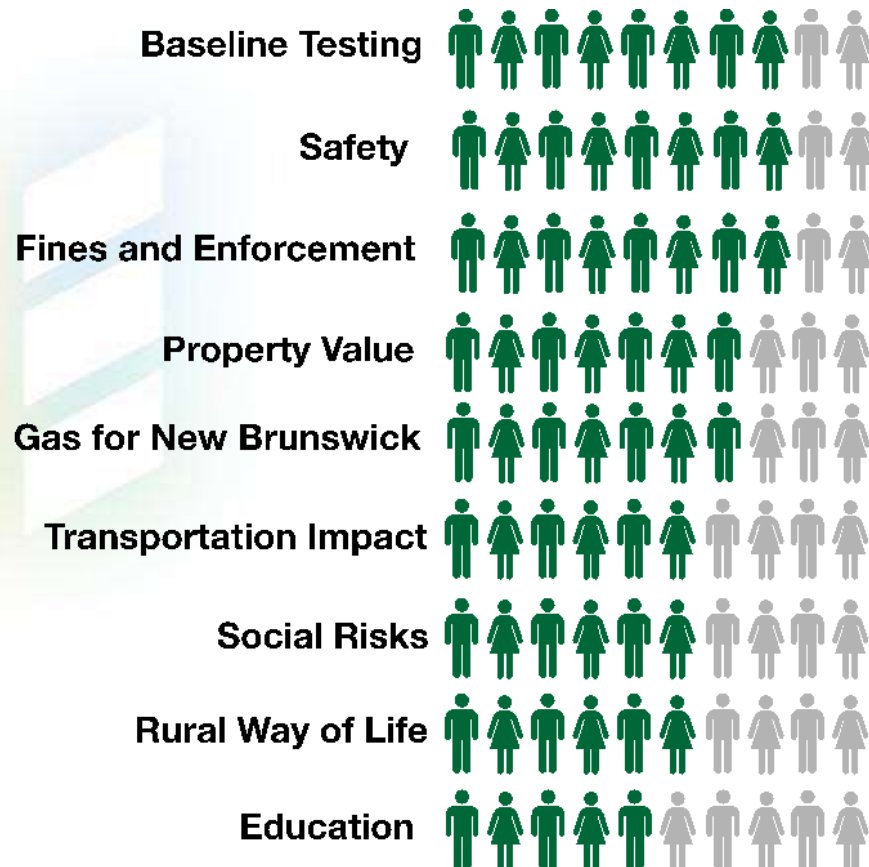 Baseline Testing
Safety
Fines and Enforcement
Property Value
Gas for New Brunswick
Transportation Impact
Social Risks
Rural Way of Life
Education